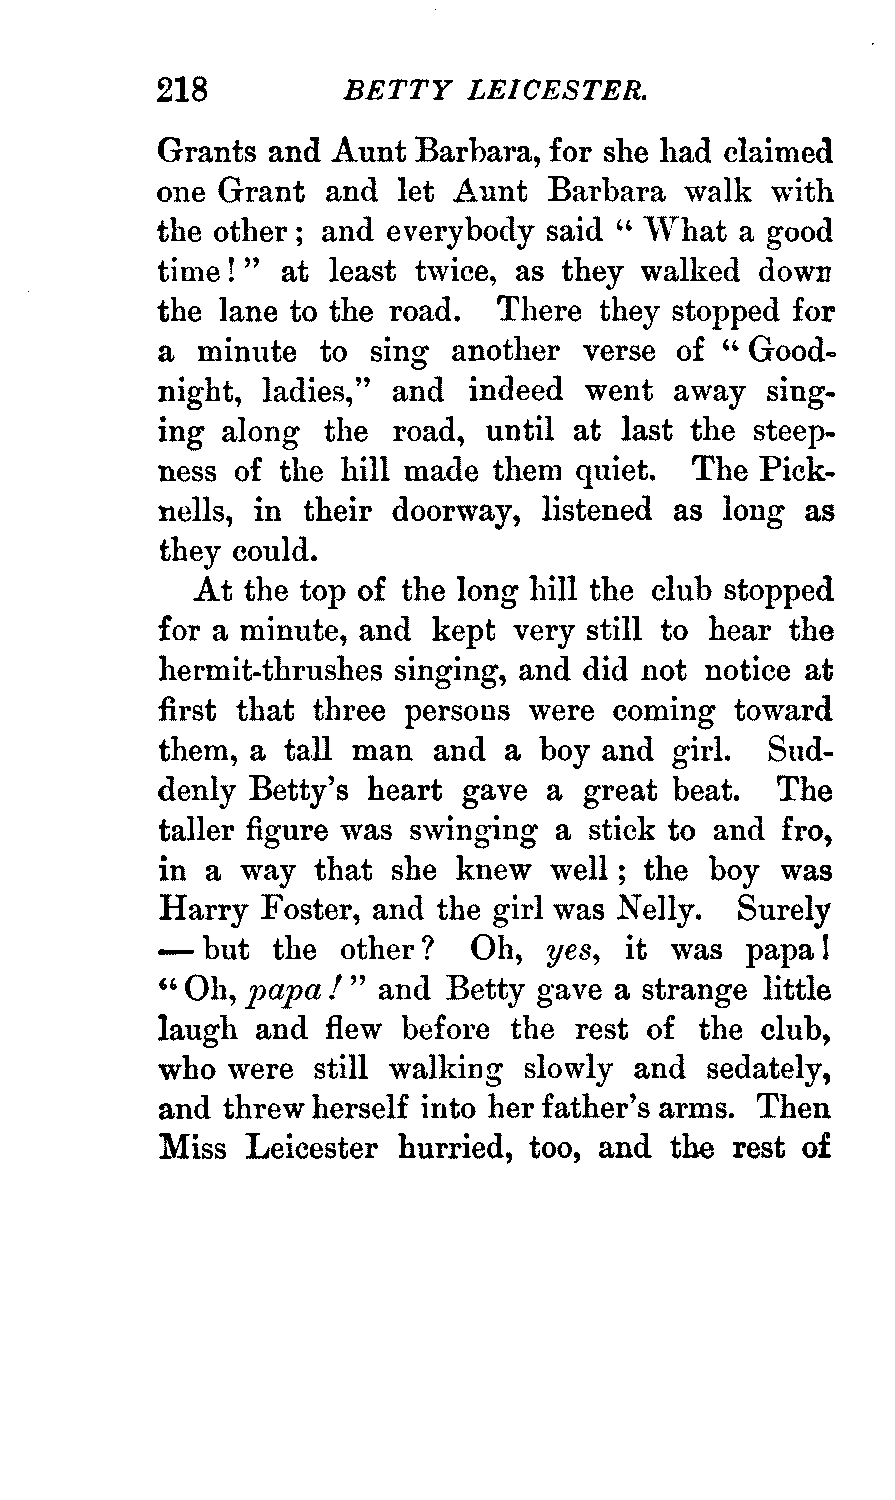 218 BETTY LEICESTER.
Grants and Aunt Barbara, for she had claimed
one Grant and let Aunt Barbara walk with
the other; and everybody said “What a good
time!” at least twice, as they walked down
the lane to the road. There they stopped for
a minute to sing another verse of “Good-
night, ladies,” and indeed went away sing-
ing along the road, until at last the steep-
ness of the hill made them quiet. The Pick-
nells, in their doorway, listened as long as
they could.
At the top of the long hill the club stopped
for a minute, and kept very still to hear the
hermit-thrushes singing, and did not notice at
first that three persons were coming toward
them, a tall man and a boy and girl. Sud-
denly Betty’s heart gave a great beat. The
taller figure was swinging a stick to and fro,
in a way that she knew well; the boy was
Harry Foster, and the girl was Nelly. Surely
— but the other? Oh, yes, it was papa!
“Oh, papa!” and Betty gave a strange little
laugh and flew before the rest of the club,
who were still walking slowly and sedately,
and threw herself into her father’s arms. Then
Miss Leicester hurried, too, and the rest of